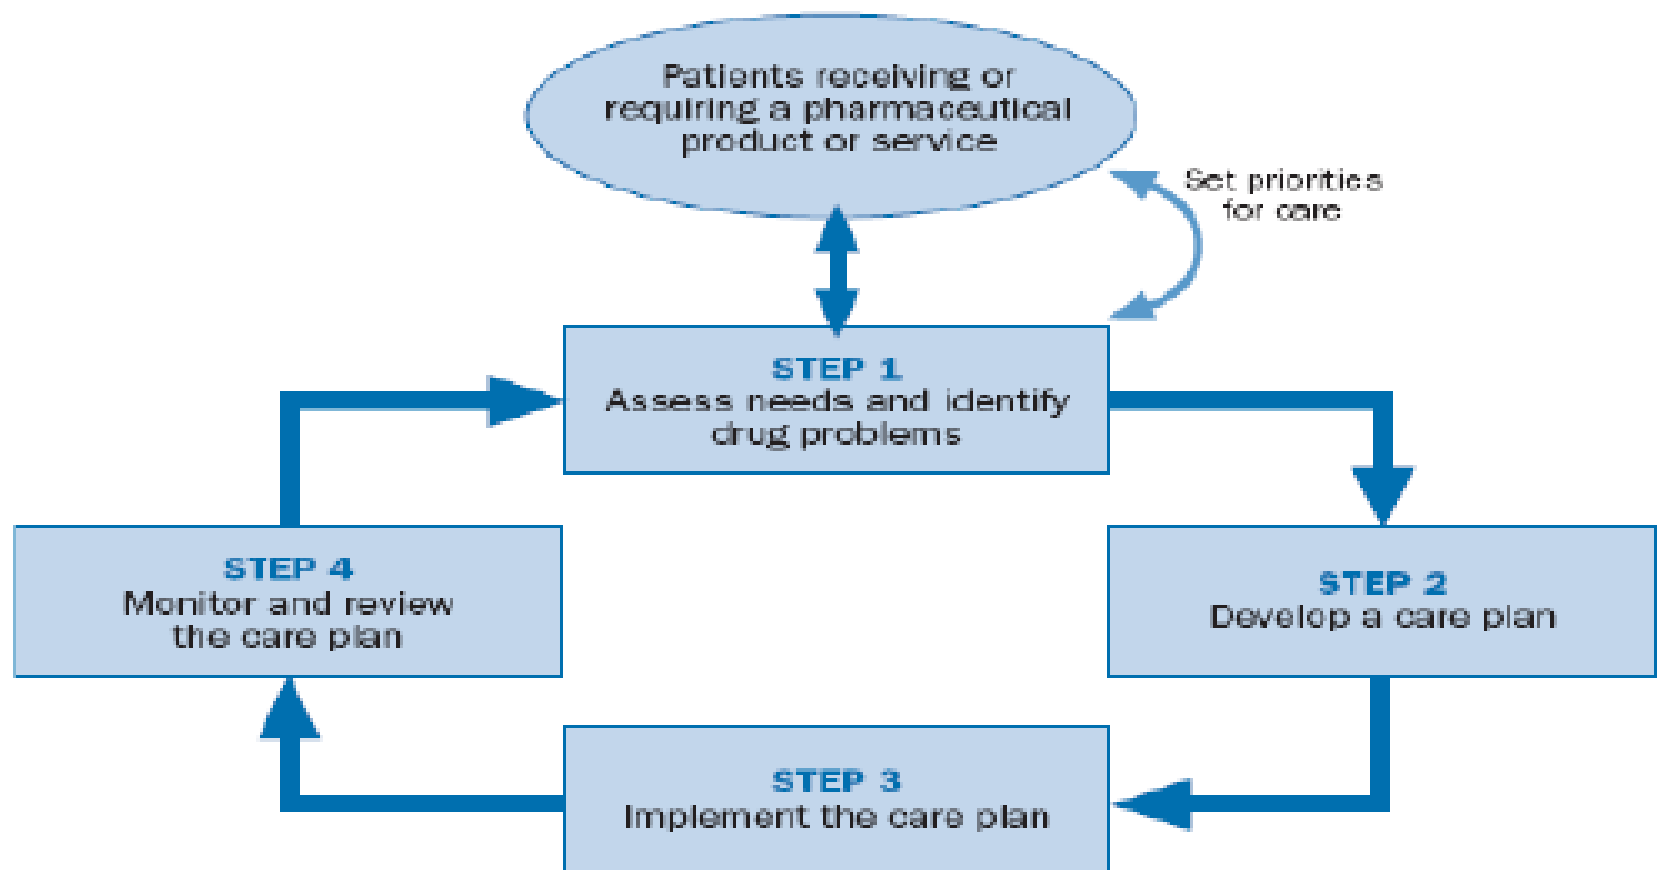 Patients receiving or
requiring a pharmaceutical
product or service
Set priorities
for care
STEP 1
Assess needs and identify
drug problems
STEP 2
Develop a care plan
STEP 3
Implement the care plan
STEP 4
Monitor and review
the care plan